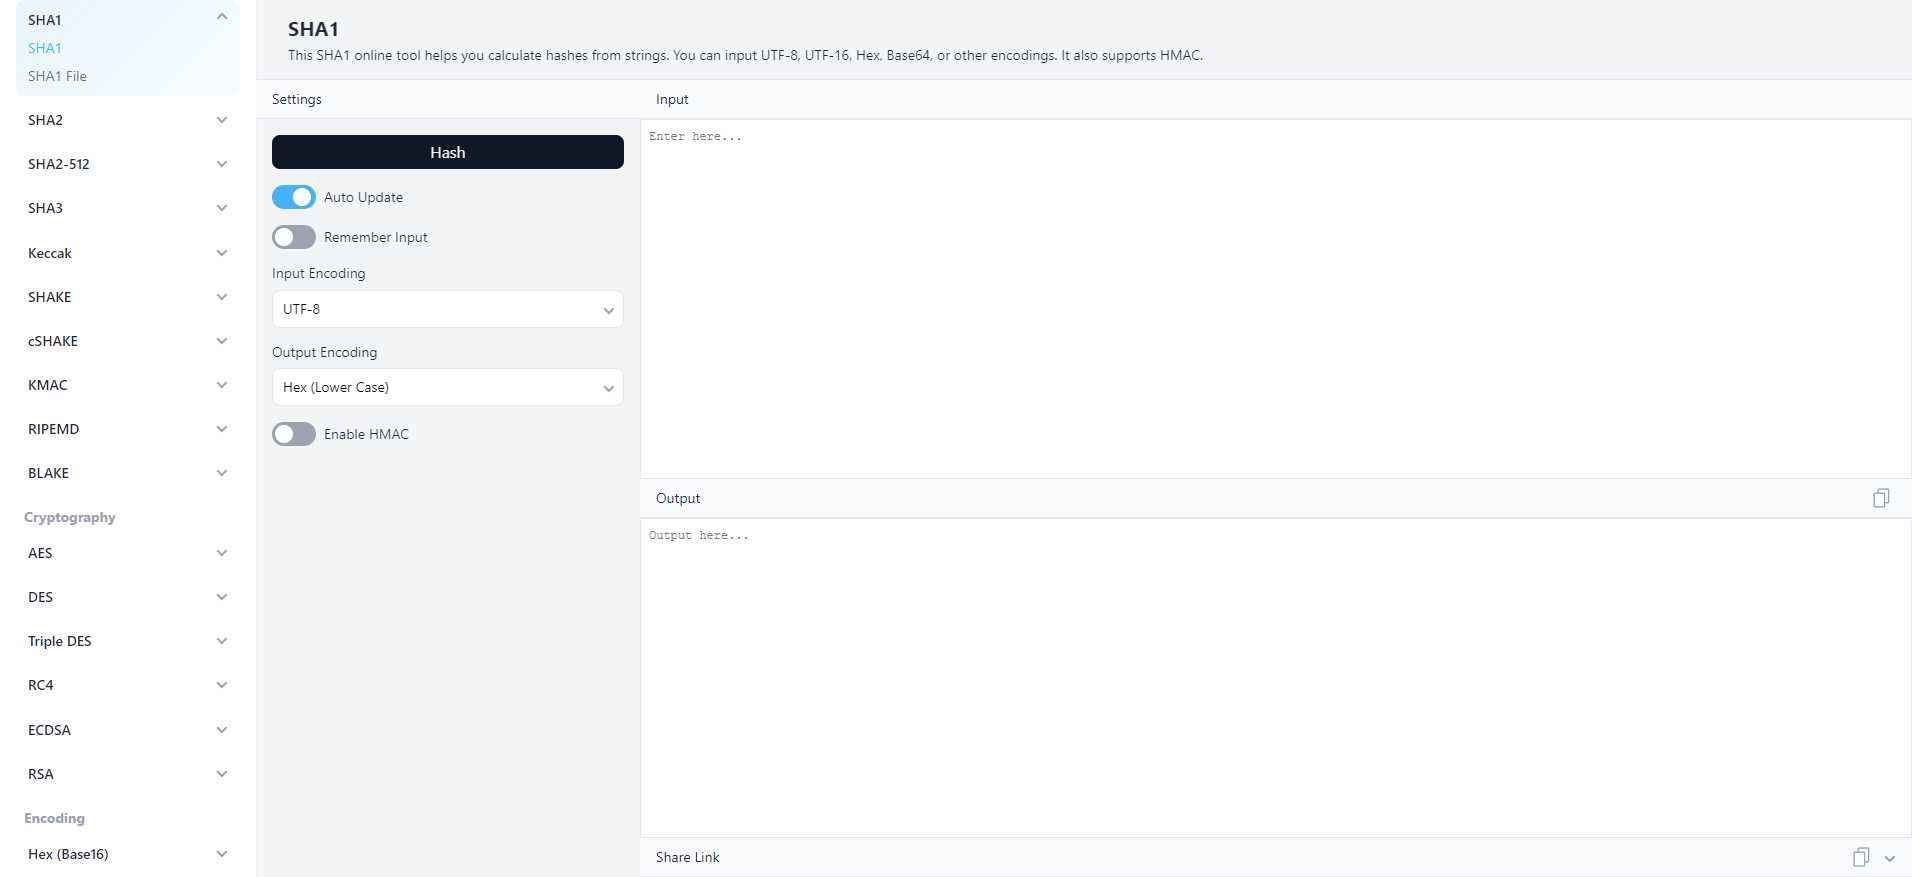 SHA1
SHA1
SHA1 File
SHA2
SHA2-512
SHA3
Keccak
SHAKE
cSHAKE
KMAC
RIPEMD
BLAKE
Cryptography
AES
DES
Triple DES
RC4
ECDSA
RSA
Encoding
Hex (Base16)
SHA1
This SHA1 online tool helps you calculate hashes from strings. You can input UTF-8, UTF-16, Hex, Base64, or other encodings. It also supports HMAC.
Settings
Hash
Auto Update
Remember Input
Input Encoding
UTF-8
Output Encoding
Hex (Lower Case)
Enable HMAC
Input
Enter here...
Output
Output here...
Share Link